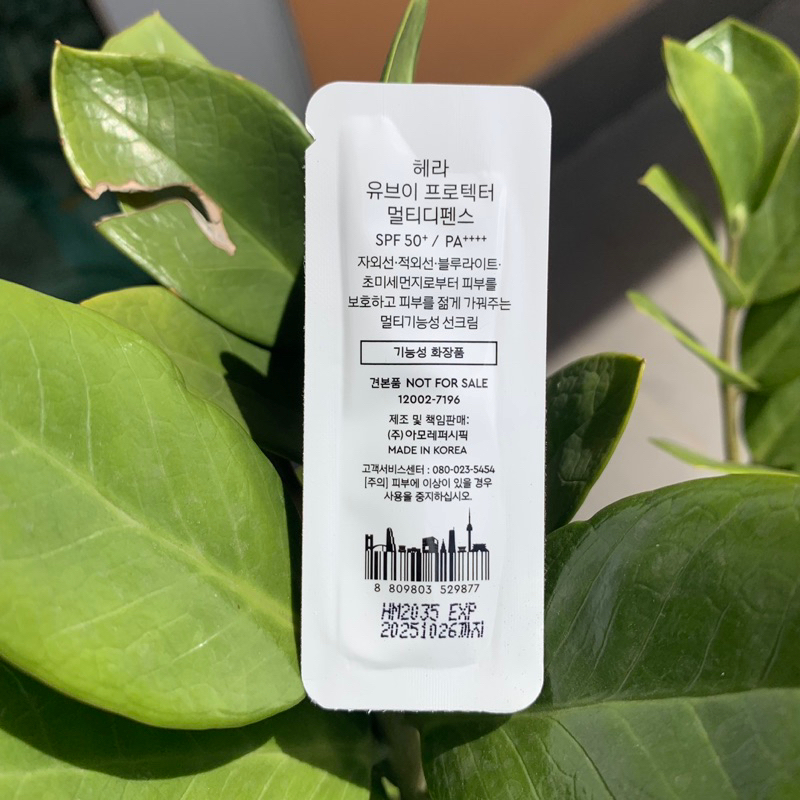 헤라
유브이 프로텍터
멀티디펜스
SPF 50⁺ / PA⁺⁺⁺⁺
자외선·적외선·블루라이트·
초미세먼지로부터 피부를
보호하고 피부를 젊게 가꿔주는
멀티기능성 선크림
기능성 화장품
견본품 NOT FOR SALE
12002-7196
제조 및 책임판매:
(주)아모레퍼시픽
MADE IN KOREA
고객서비스센터 : 080-023-5454
[주의] 피부에 이상이 있을 경우
사용을 중지하십시오.
8 809803 529877
HM2035 EXP
20251026까지